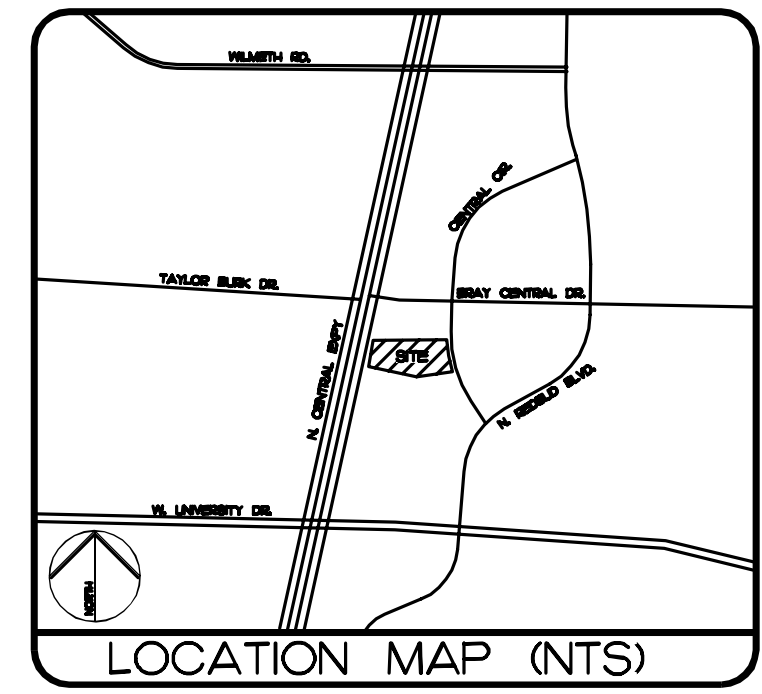 WILMETH RD.
CENTRAL CIR.
TAYLOR BURK DR.
BRAY CENTRAL DR.
N. CENTRAL EXPY
SITE
N. REDBUD BLVD.
W. UNIVERSITY DR.
NORTH
LOCATION MAP (NTS)